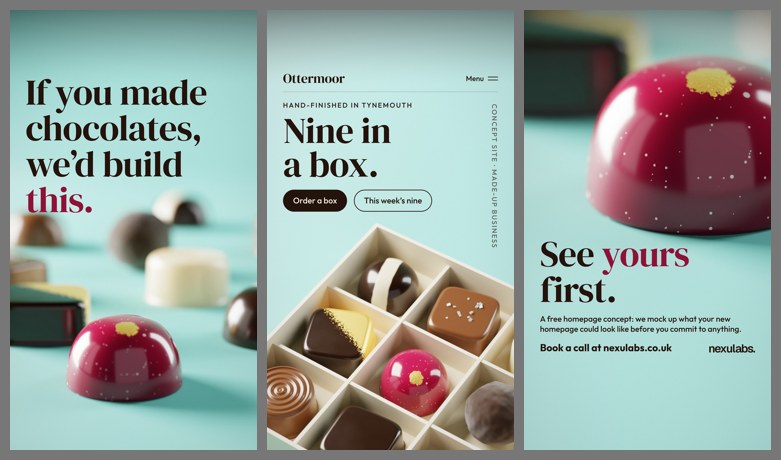 If you made
chocolates,
we'd build
this.
Ottermoor
Menu
HAND-FINISHED IN TYNEMOUTH
Nine in
a box.
Order a box
This week's nine
CONCEPT SITE · MADE-UP BUSINESS
See yours
first.
A free homepage concept: we mock up what your new
homepage could look like before you commit to anything.
Book a call at nexulabs.co.uk
nexulabs.